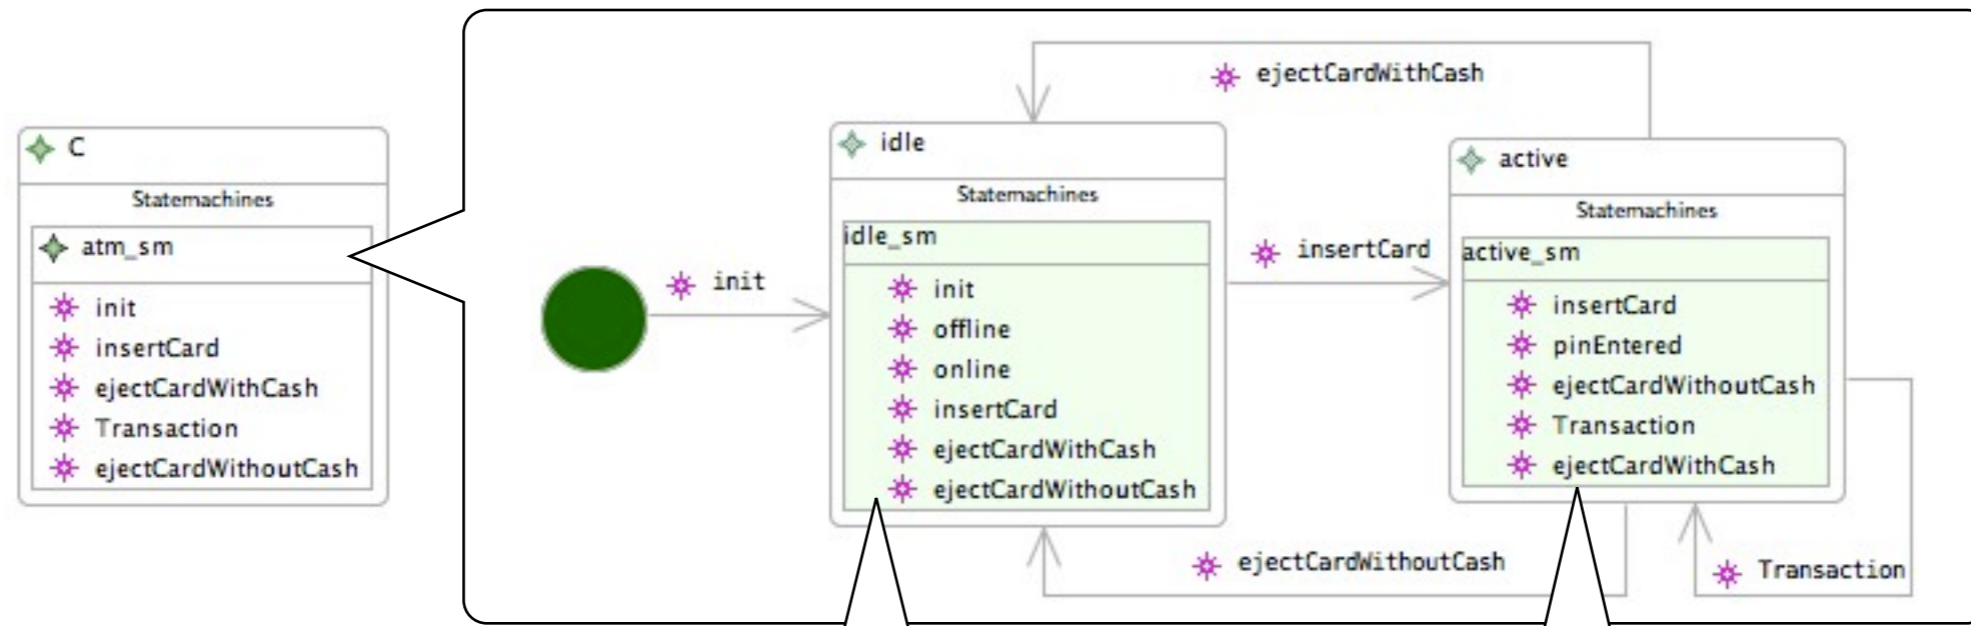 C
Statemachines
atm_sm
init
insertCard
ejectCardWithCash
Transaction
ejectCardWithoutCash
init
ejectCardWithCash
idle
Statemachines
idle_sm
init
offline
online
insertCard
ejectCardWithCash
ejectCardWithoutCash
insertCard
active
Statemachines
active_sm
insertCard
pinEntered
ejectCardWithoutCash
Transaction
ejectCardWithCash
ejectCardWithoutCash
Transaction